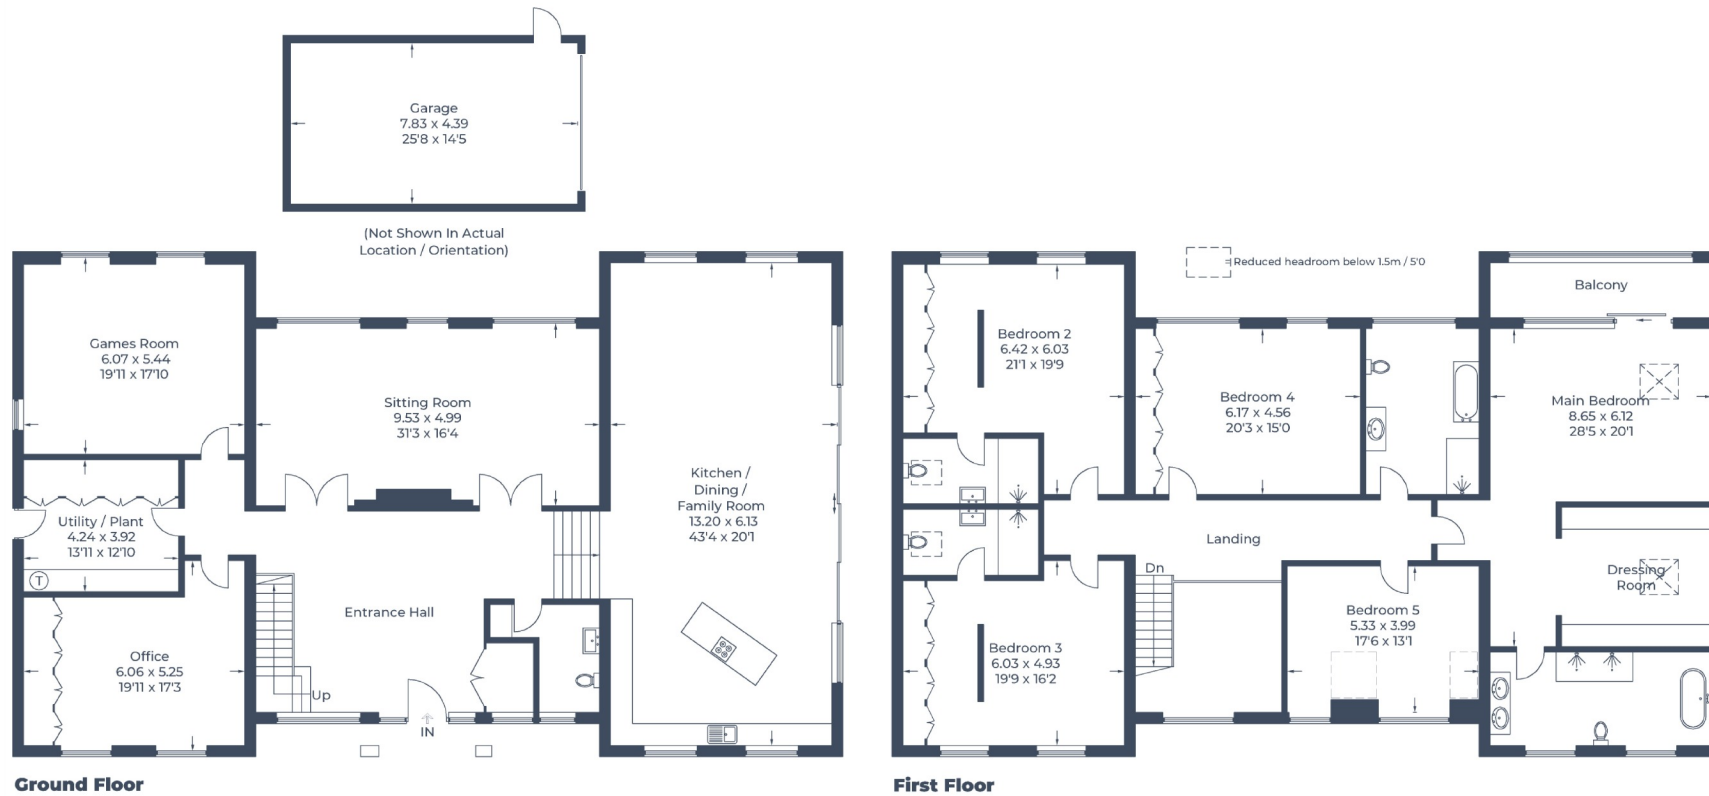 Garage
7.83 x 4.39
25'8 x 14'5
(Not Shown In Actual
Location / Orientation)
Games Room
6.07 x 5.44
19'11 x 17'10
Sitting Room
9.53 x 4.99
31'3 x 16'4
Kitchen /
Dining /
Family Room
13.20 x 6.13
43'4 x 20'1
Utility / Plant
4.24 x 3.92
13'11 x 12'10
T
Entrance Hall
Office
6.06 x 5.25
19'11 x 17'3
Up
IN
Ground Floor
Reduced headroom below 1.5m / 5'0
Balcony
Bedroom 2
6.42 x 6.03
21'1 x 19'9
Bedroom 4
6.17 x 4.56
20'3 x 15'0
Main Bedroom
8.65 x 6.12
28'5 x 20'1
Landing
Dn
Dressing
Room
Bedroom 5
5.33 x 3.99
17'6 x 13'1
Bedroom 3
6.03 x 4.93
19'9 x 16'2
First Floor